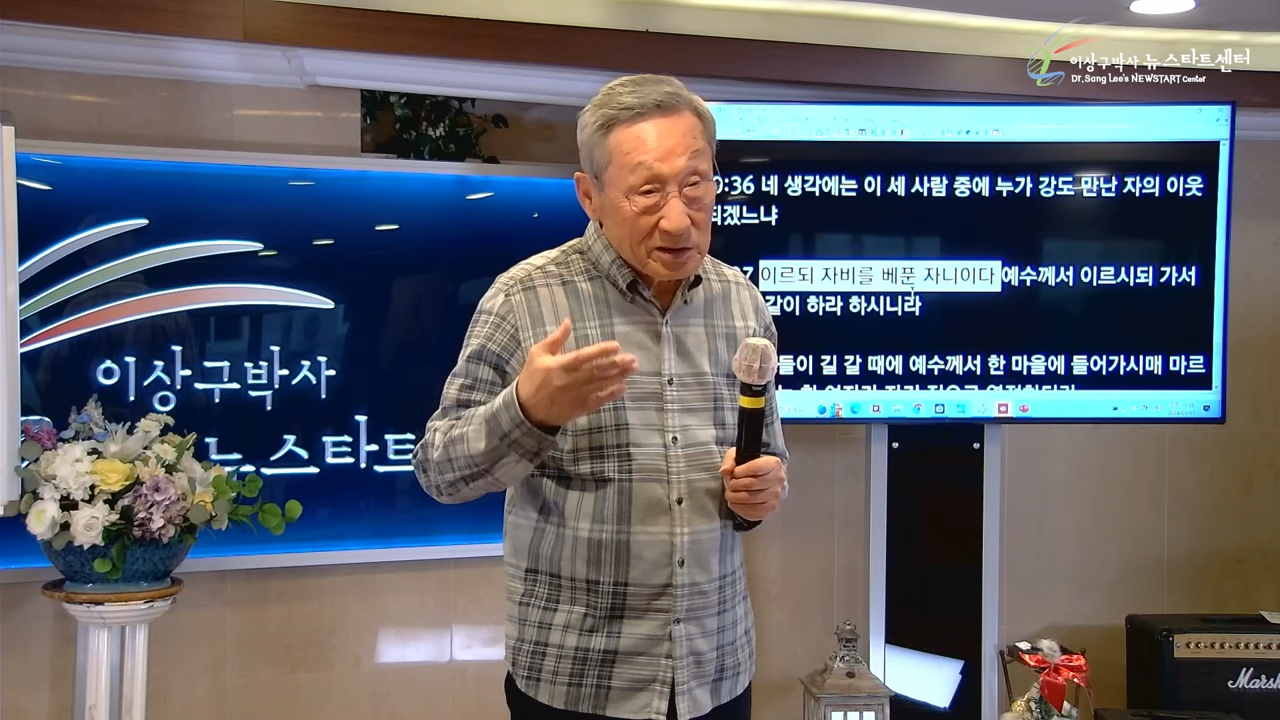 이상구박사 뉴스타트센터
Dr. Sang Lee's NEWSTART Center
:36 네 생각에는 이 세 사람 중에 누가 강도 만난 자의 이웃
되겠느냐
7 이르되 자비를 베푼 자니이다 예수께서 이르시되 가서
같이 하라 하시니라
들이 길 갈 때에 예수께서 한 마을에 들어가시매 마르
이상구박사
뉴스타트
Marsh